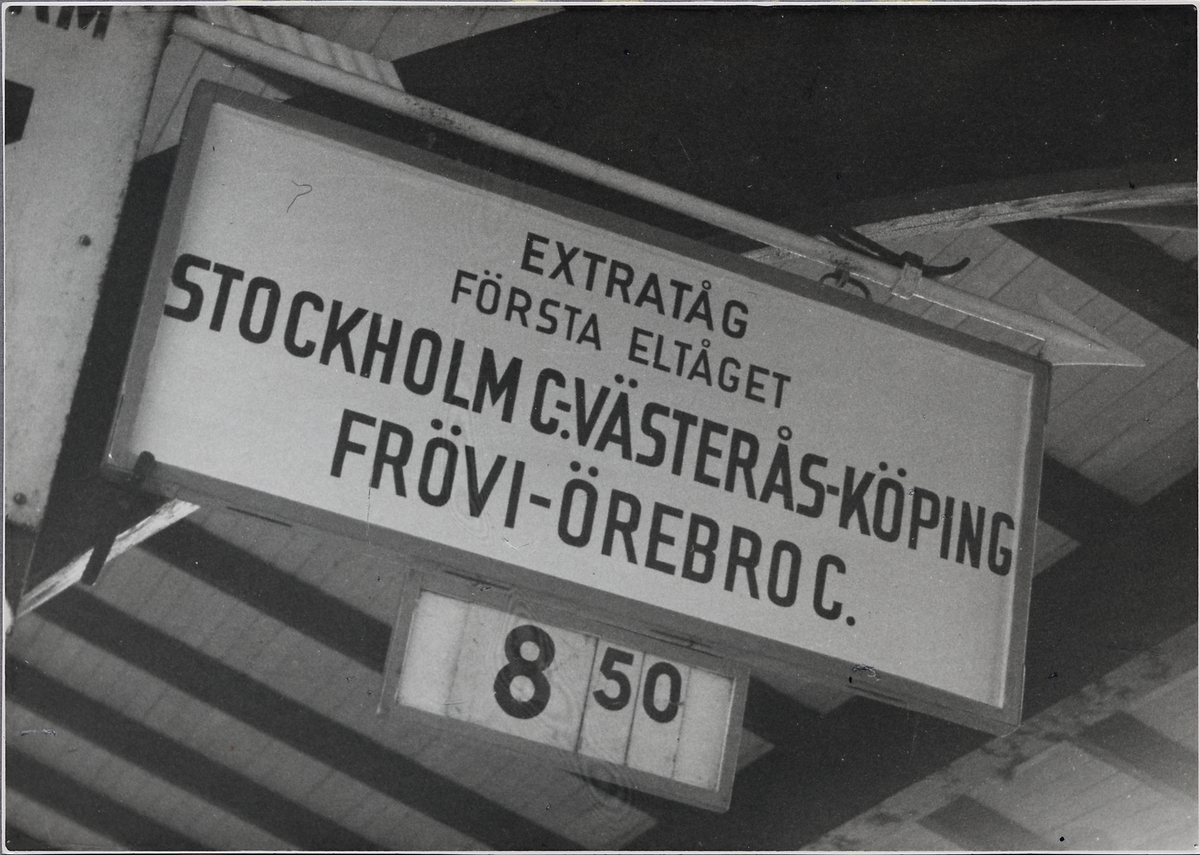 EXTRATÅG
FÖRSTA ELTÅGET
STOCKHOLM C:-VÄSTERÅS-KÖPING
FRÖVI-ÖREBRO C.
8 50